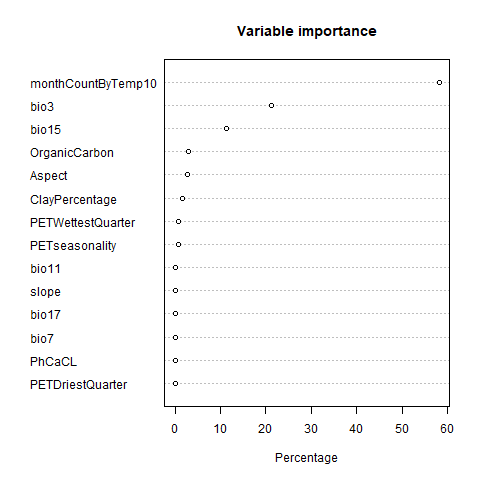 Variable importance
monthCountByTemp10
bio3
bio15
OrganicCarbon
Aspect
ClayPercentage
PETWettestQuarter
PETseasonality
bio11
slope
bio17
bio7
PhCaCL
PETDriestQuarter
0 10 20 30 40 50 60
Percentage